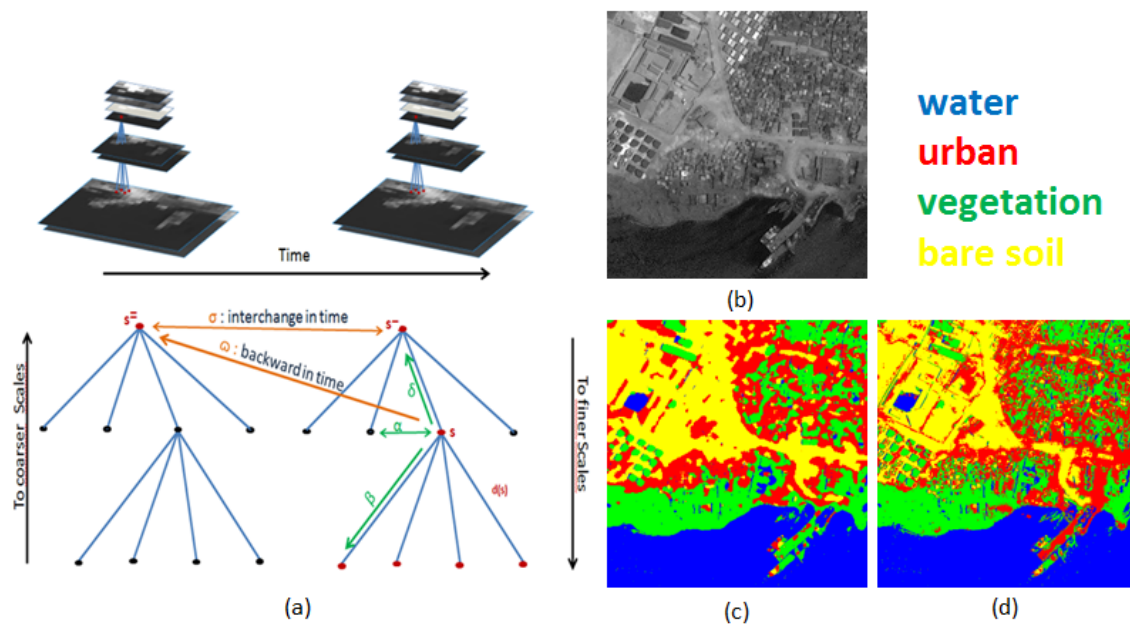 Time
σ : interchange in time
s=
s−
Ω : backward in time
δ
α
s
β
d(s)
To coarser Scales
To finer Scales
(a)
(b)
water
urban
vegetation
bare soil
(c)
(d)